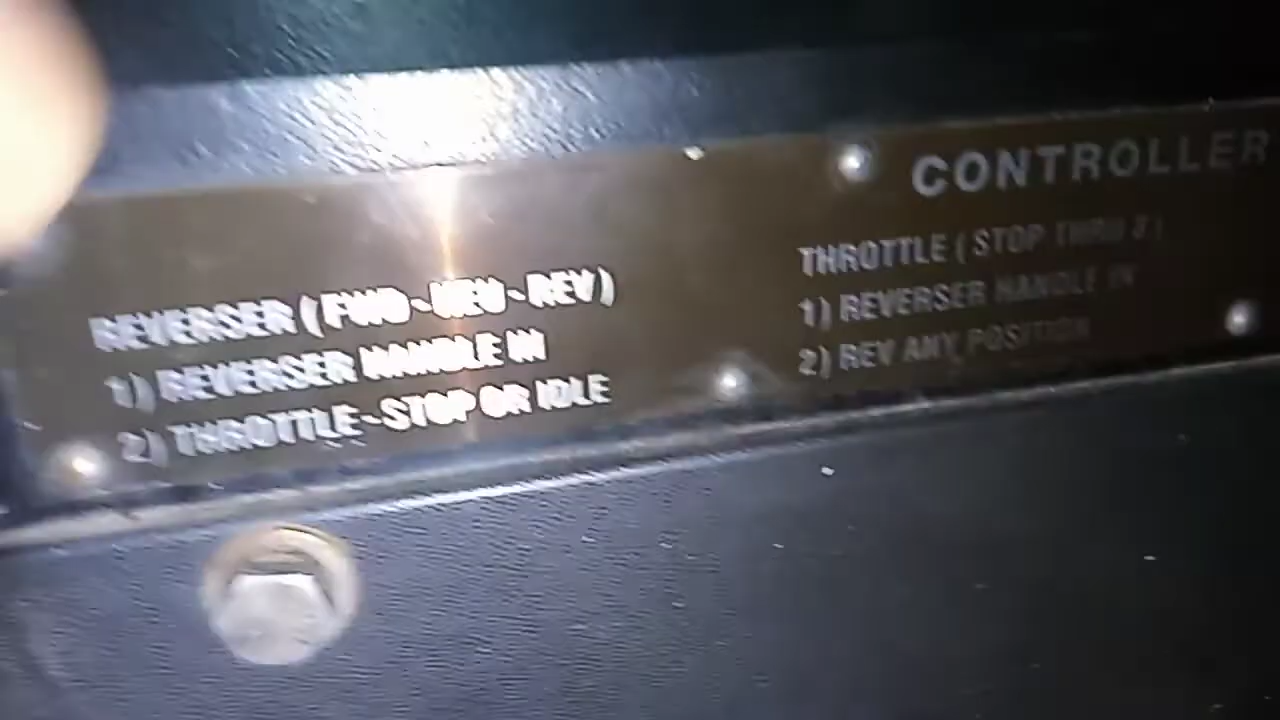 CONTROLLER
REVERSER (FWD-NEU-REV)
1) REVERSER HANDLE IN
2) THROTTLE-STOP OR IDLE
THROTTLE (STOP THRU
1) REVERSER HANDLE IN
2) REV ANY POSITION